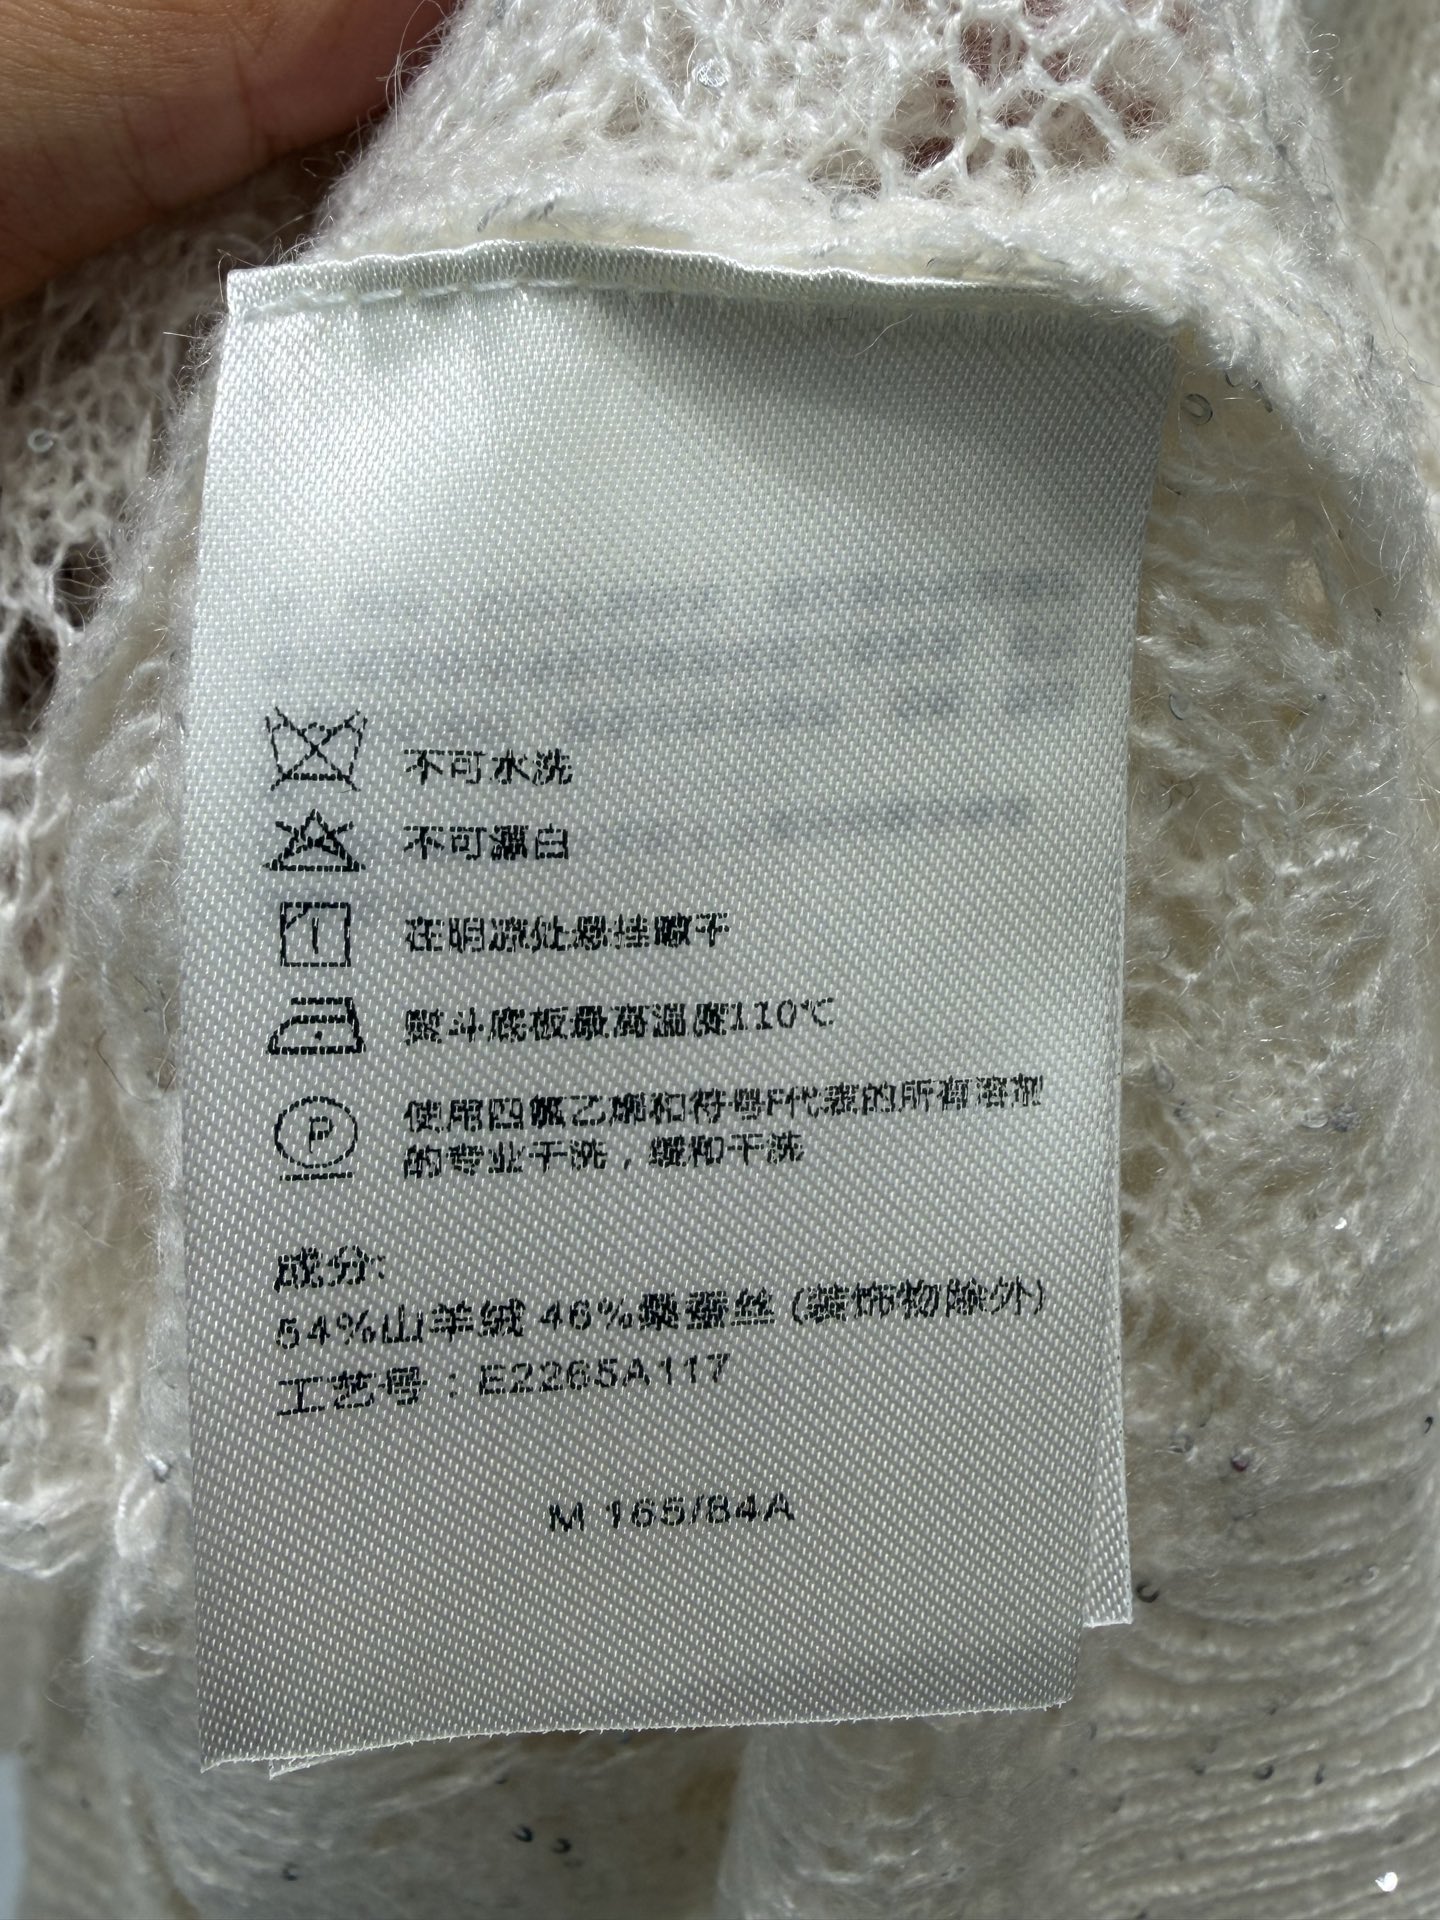 不可水洗
不可漂白
在阴凉处悬挂晾干
熨斗底板最高温度110℃
使用四氯乙烯和符号F代表的所有溶剂
的专业干洗，缓和干洗
成分:
54%山羊绒 46%桑蚕丝 (装饰物除外)
工艺号：E2265A117
M 165/84A